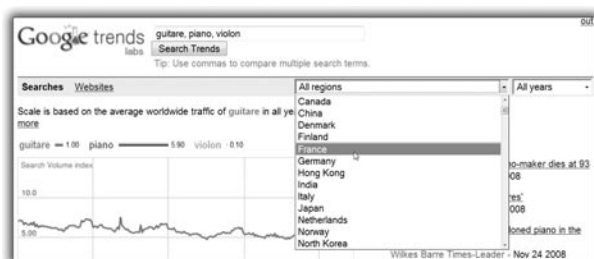 out
Google trends
labs
guitare, piano, violon
Search Trends
Tip: Use commas to compare multiple search terms.
Searches Websites
All regions
All years
Scale is based on the average worldwide traffic of guitare in all ye
more
guitare 1.00 piano 5.90 violon 0.10
Search Volume index
10.0
5.00
Canada
China
Denmark
Finland
France
Germany
Hong Kong
India
Italy
Japan
Netherlands
Norway
North Korea
o-maker dies at 93
008
res'
008
loned piano in the
Wilkes Barre Times-Leader - Nov 24 2008